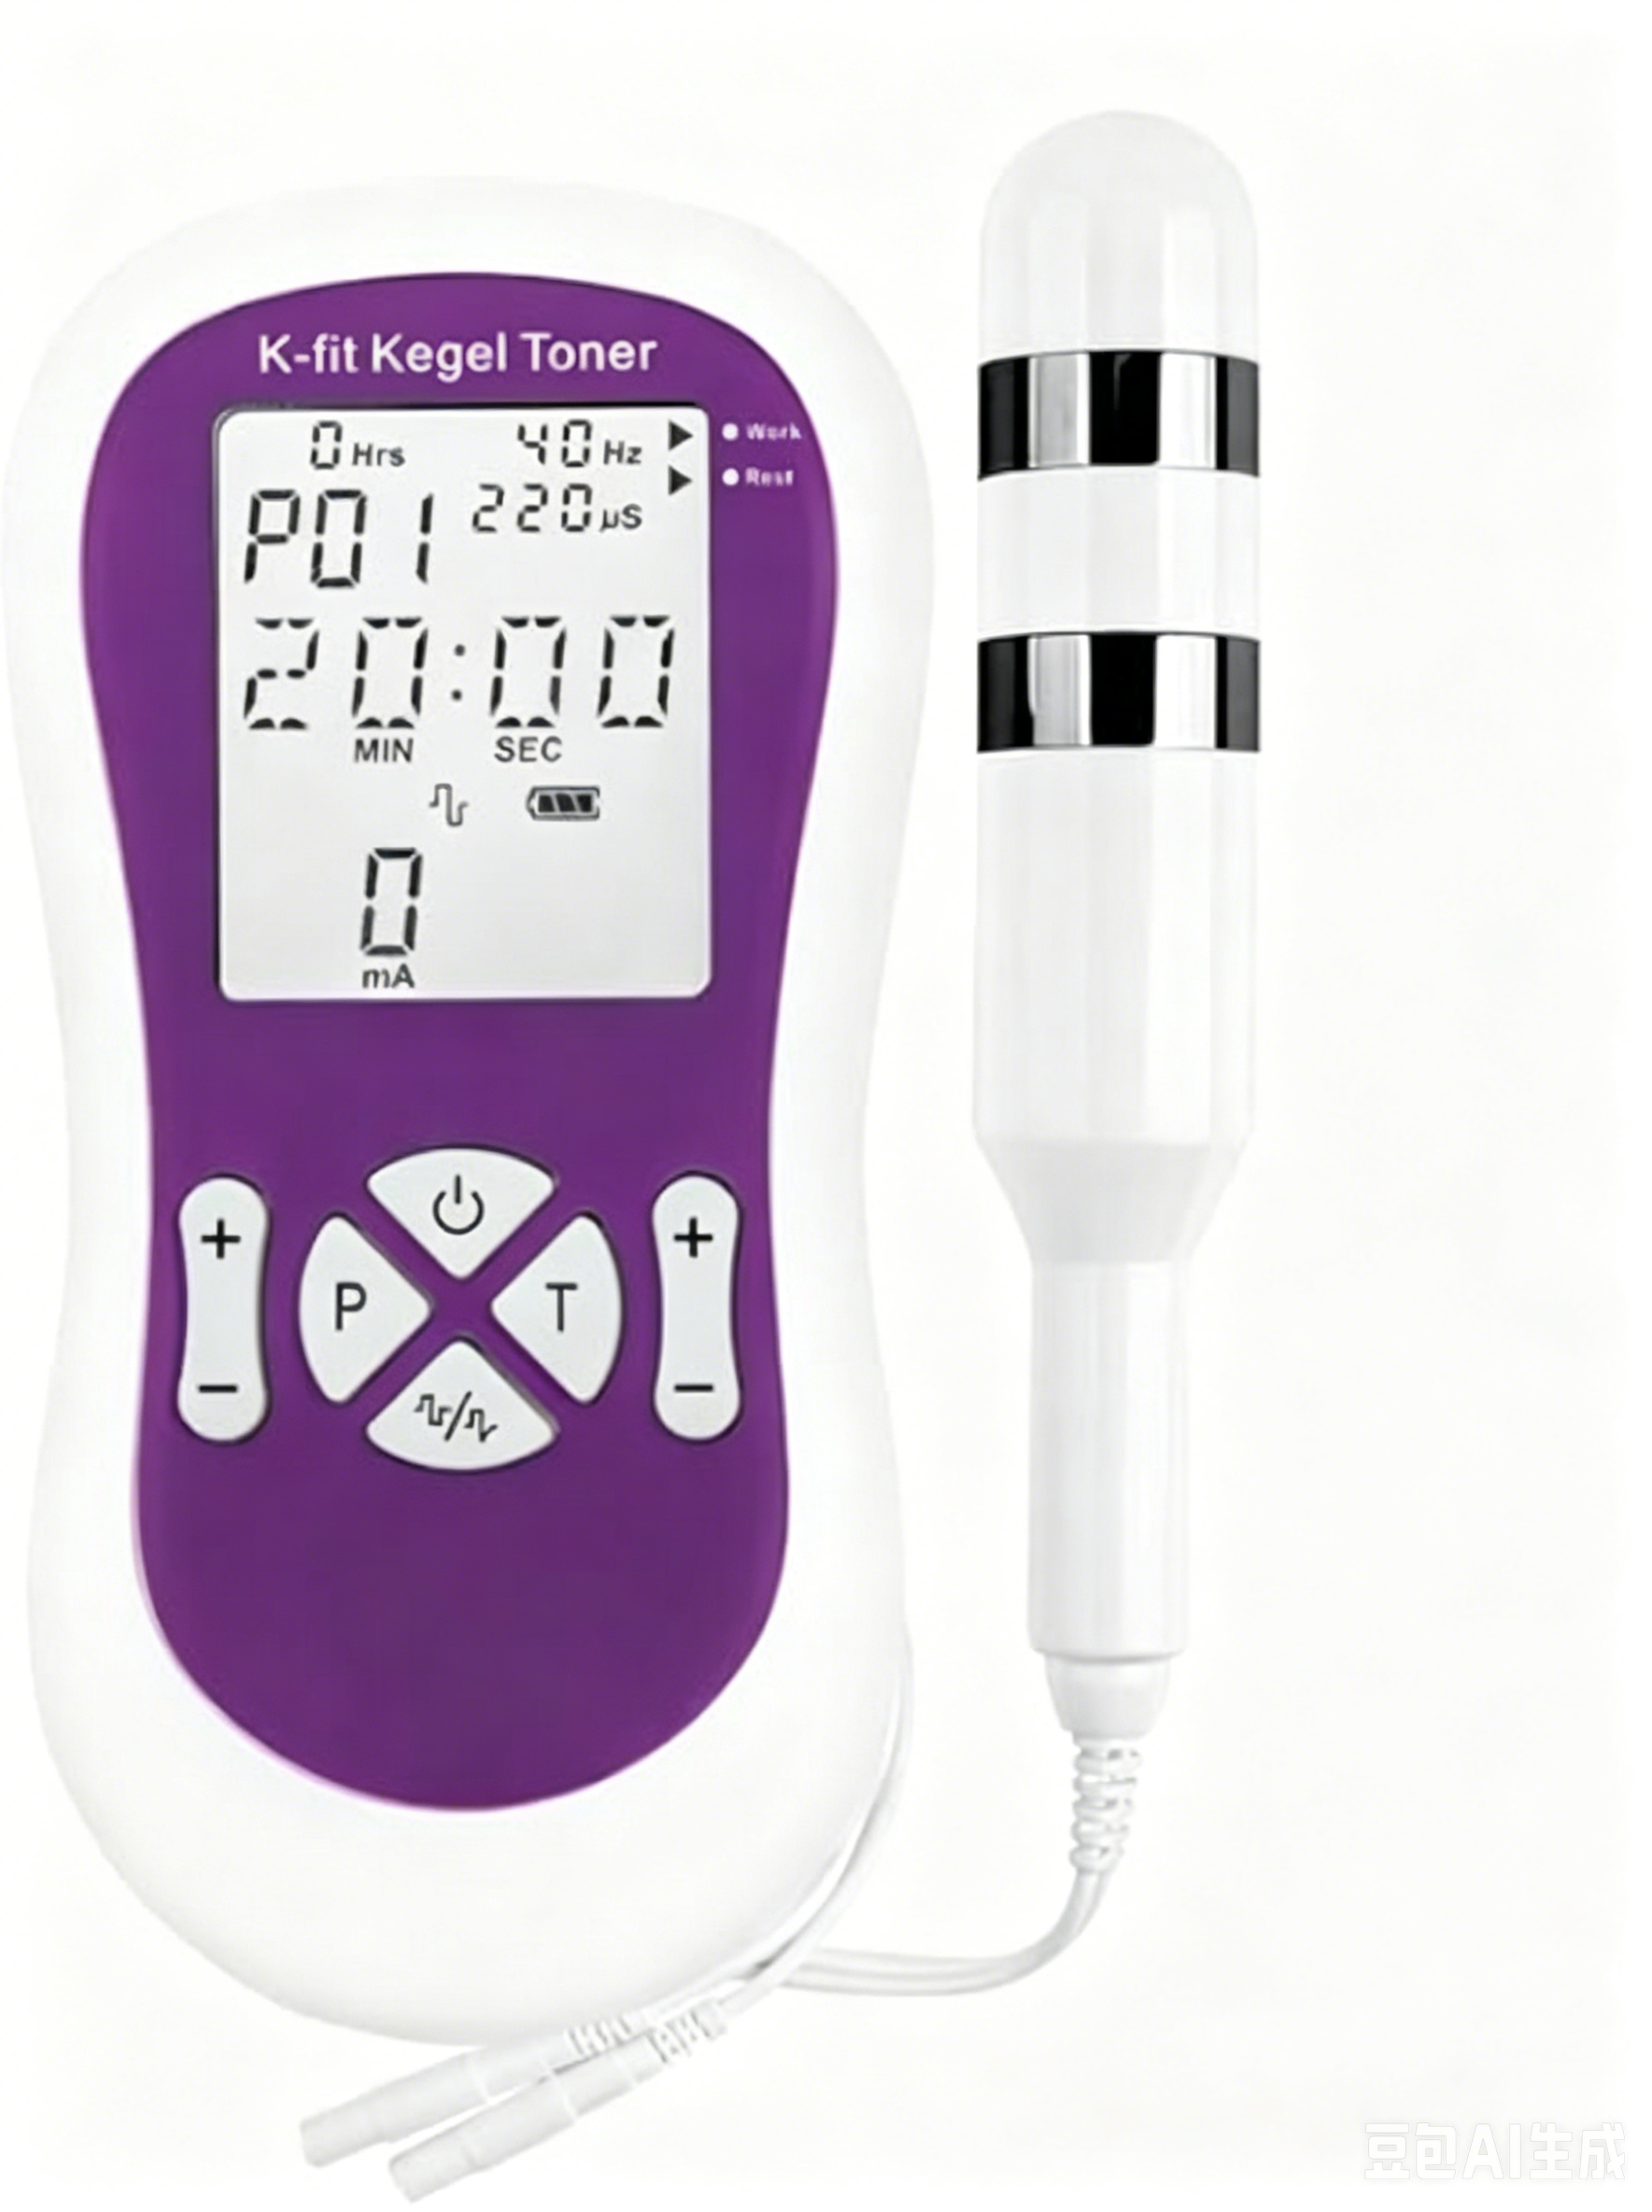 K-fit Kegel Toner
0 Hrs 40 Hz
Work
P01 220 µS
Rest
20:00
MIN SEC
0
mA
+ +
P T
- -
豆包AI生成